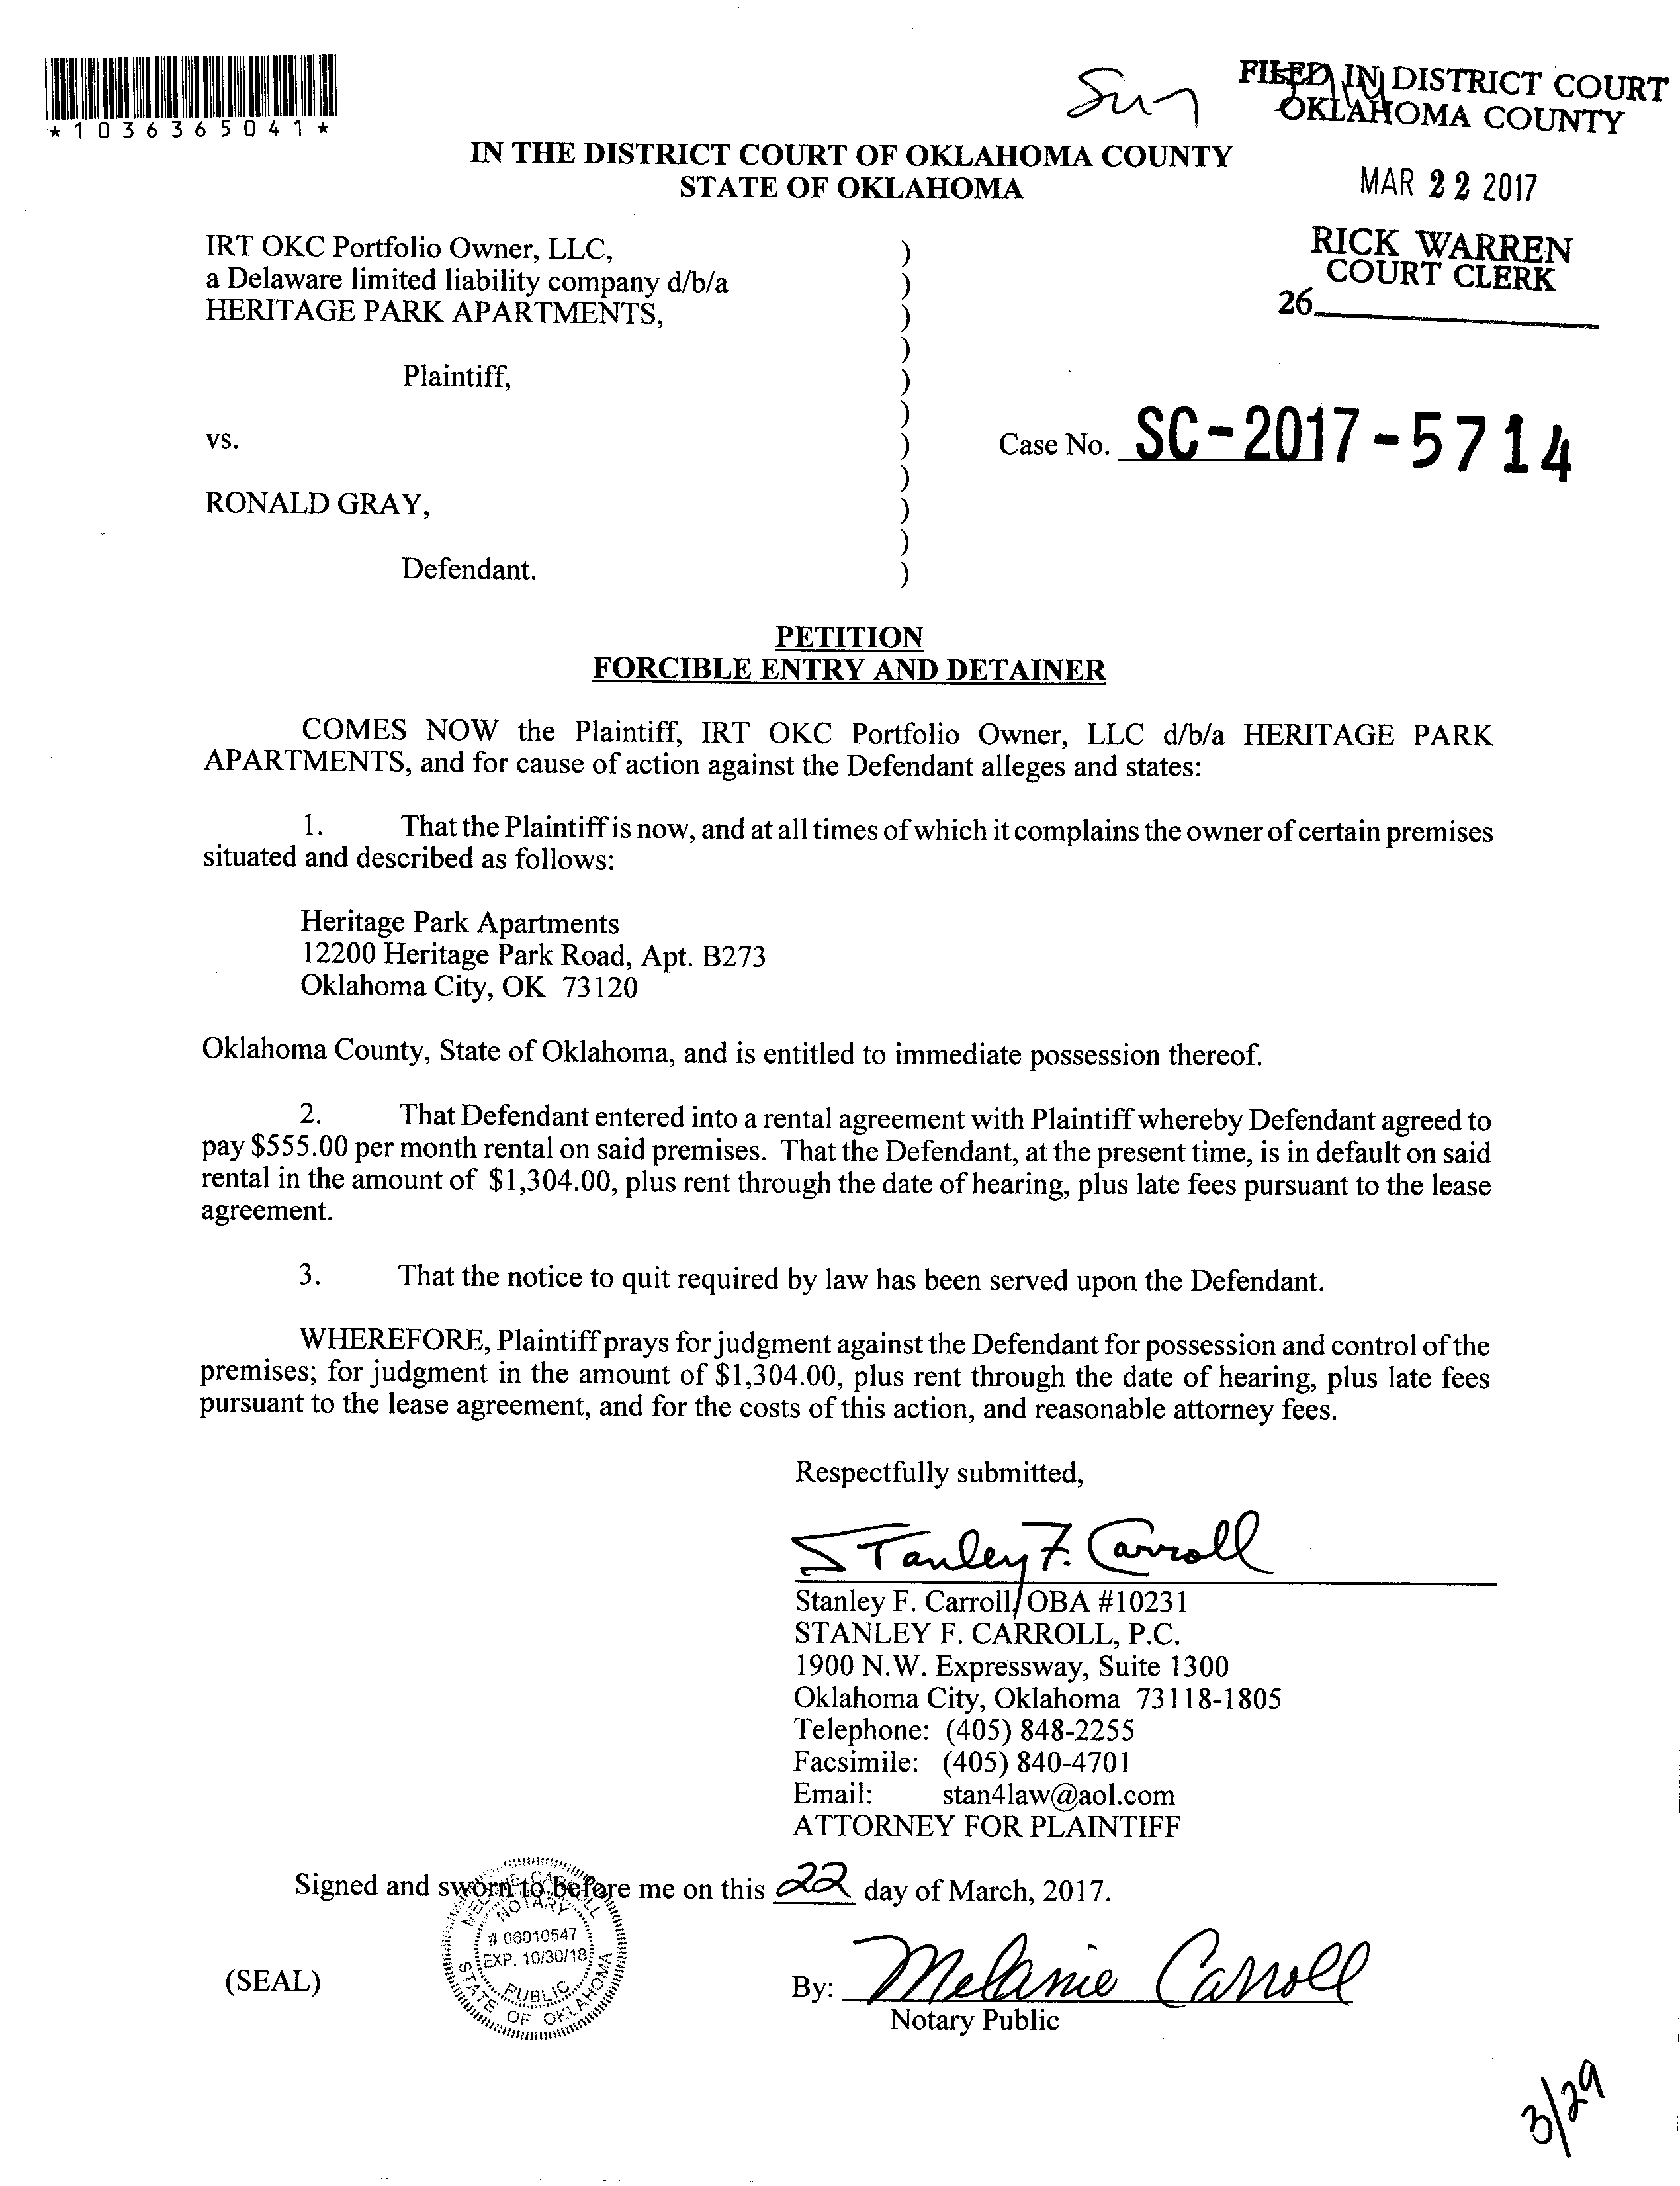 *1036365041*
FILED IN DISTRICT COURT
OKLAHOMA COUNTY
MAR 22 2017
RICK WARREN
COURT CLERK
26
IN THE DISTRICT COURT OF OKLAHOMA COUNTY
STATE OF OKLAHOMA
IRT OKC Portfolio Owner, LLC,
a Delaware limited liability company d/b/a
HERITAGE PARK APARTMENTS,
Plaintiff,
vs.
RONALD GRAY,
Defendant.
)
)
)
)
)
)
)
)
)
)
)
Case No. SC-2017-5714
PETITION
FORCIBLE ENTRY AND DETAINER
COMES NOW the Plaintiff, IRT OKC Portfolio Owner, LLC d/b/a HERITAGE PARK
APARTMENTS, and for cause of action against the Defendant alleges and states:
1. That the Plaintiff is now, and at all times of which it complains the owner of certain premises
situated and described as follows:
Heritage Park Apartments
12200 Heritage Park Road, Apt. B273
Oklahoma City, OK 73120
Oklahoma County, State of Oklahoma, and is entitled to immediate possession thereof.
2. That Defendant entered into a rental agreement with Plaintiff whereby Defendant agreed to
pay $555.00 per month rental on said premises. That the Defendant, at the present time, is in default on said
rental in the amount of $1,304.00, plus rent through the date of hearing, plus late fees pursuant to the lease
agreement.
3. That the notice to quit required by law has been served upon the Defendant.
WHEREFORE, Plaintiff prays for judgment against the Defendant for possession and control of the
premises; for judgment in the amount of $1,304.00, plus rent through the date of hearing, plus late fees
pursuant to the lease agreement, and for the costs of this action, and reasonable attorney fees.
Respectfully submitted,
Stanley F. Carroll
Stanley F. Carroll, OBA #10231
STANLEY F. CARROLL, P.C.
1900 N.W. Expressway, Suite 1300
Oklahoma City, Oklahoma 73118-1805
Telephone: (405) 848-2255
Facsimile: (405) 840-4701
Email: stan4law@aol.com
ATTORNEY FOR PLAINTIFF
Signed and sworn to before me on this 22 day of March, 2017.
MELANIE CARROLL
NOTARY
# 06010547
EXP. 10/30/18
PUBLIC
STATE OF OKLAHOMA
(SEAL)
By: Melanie Carroll
Notary Public
3/29